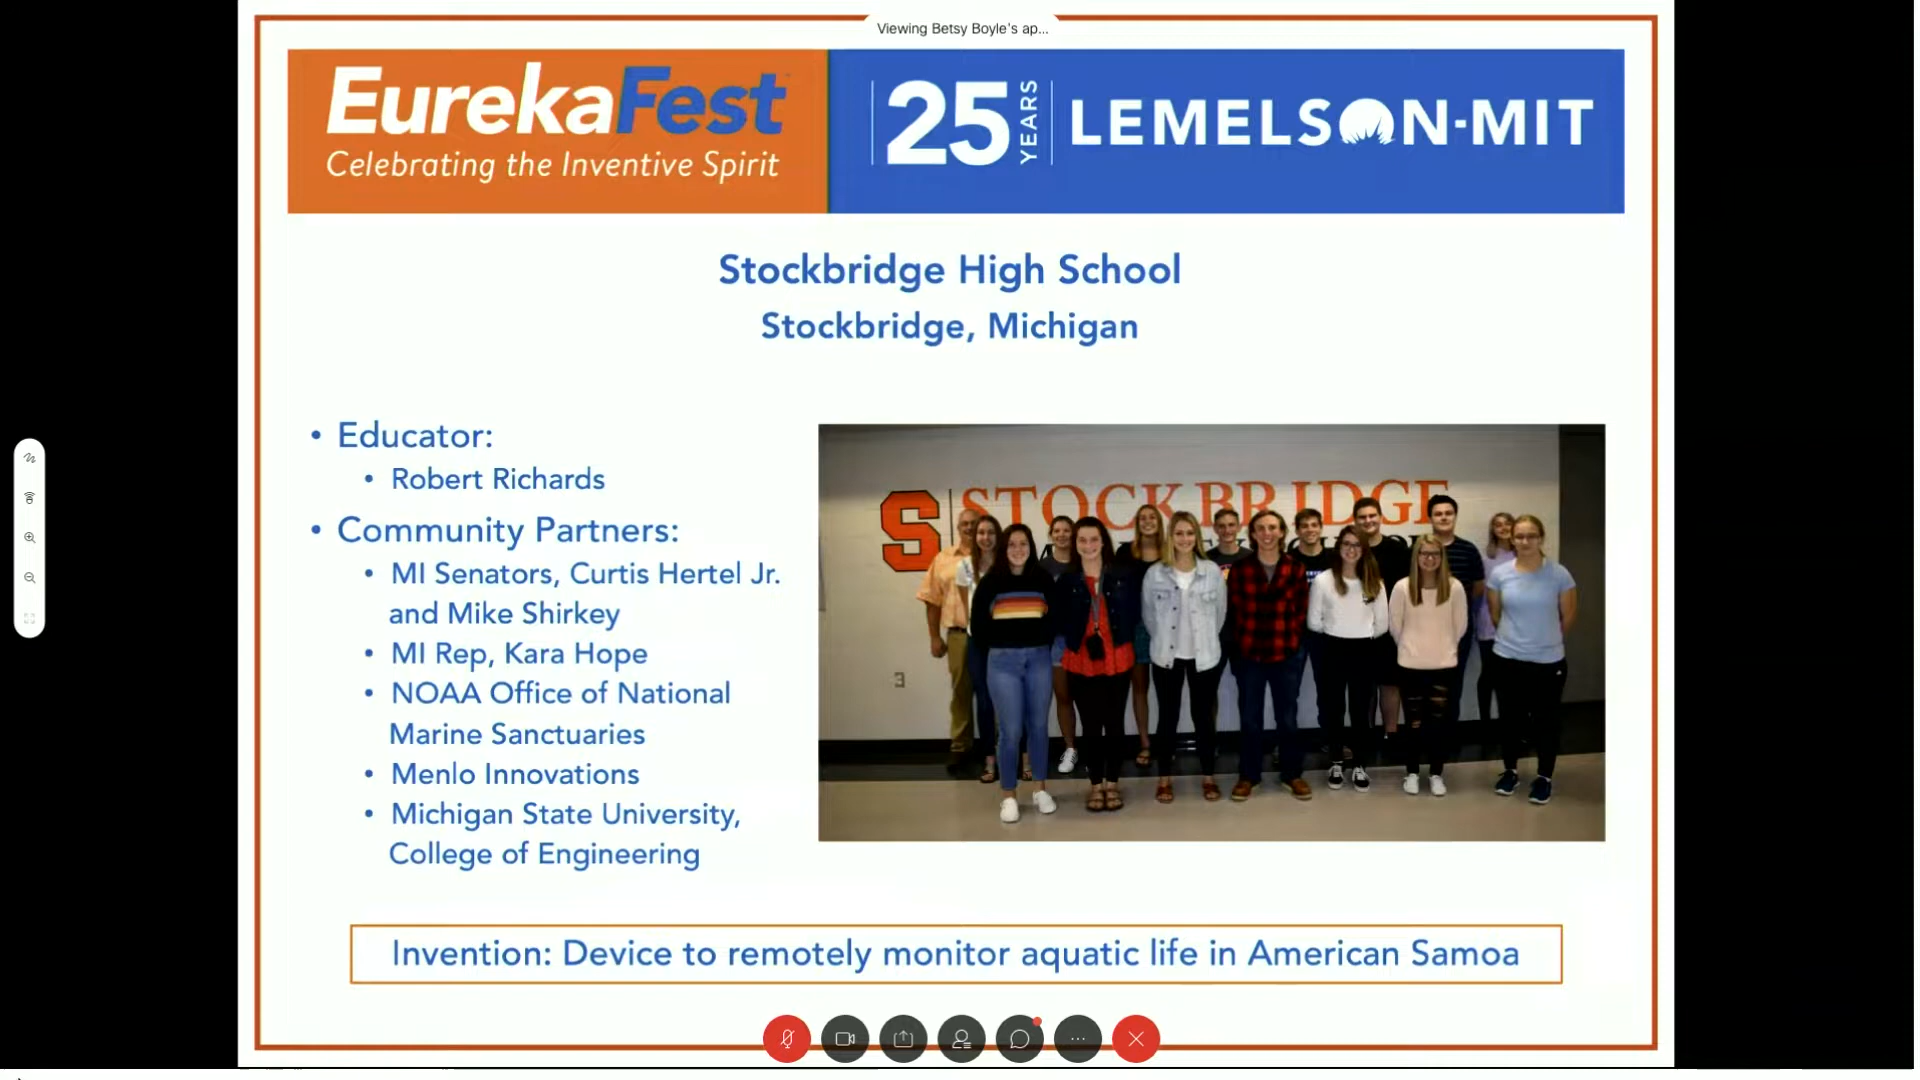 Viewing Betsy Boyle's ap...
EurekaFest
Celebrating the Inventive Spirit
25
YEARS
LEMELSON-MIT
Stockbridge High School
Stockbridge, Michigan
• Educator:
• Robert Richards
• Community Partners:
• MI Senators, Curtis Hertel Jr.
and Mike Shirkey
• MI Rep, Kara Hope
• NOAA Office of National
Marine Sanctuaries
• Menlo Innovations
• Michigan State University,
College of Engineering
S STOCKBRIDGE
Invention: Device to remotely monitor aquatic life in American Samoa